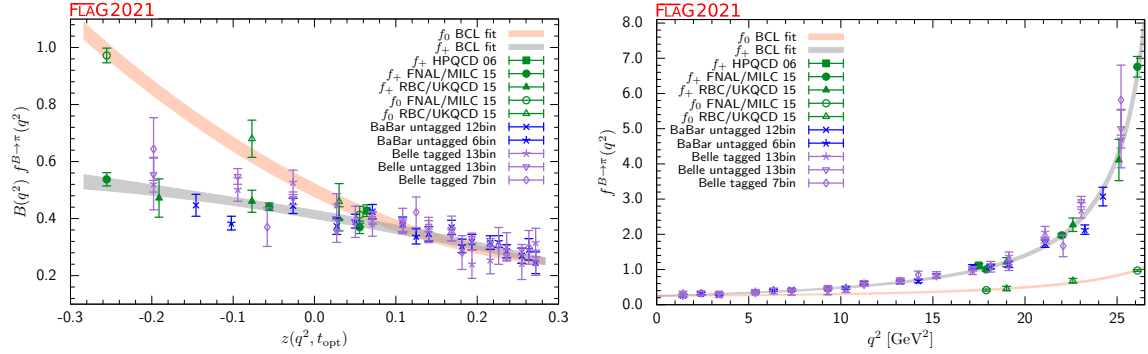 FLAG2021
f₀ BCL fit
f₊ BCL fit
f₊ HPQCD 06
f₊ FNAL/MILC 15
f₊ RBC/UKQCD 15
f₀ FNAL/MILC 15
f₀ RBC/UKQCD 15
BaBar untagged 12bin
BaBar untagged 6bin
Belle tagged 13bin
Belle untagged 13bin
Belle tagged 7bin
B(q²) f^{B→π}(q²
1.0
0.8
0.6
0.4
0.2
-0.3 -0.2 -0.1 0.0 0.1 0.2 0.3
z(q², t_opt)
FLAG2021
f₀ BCL fit
f₊ BCL fit
f₊ HPQCD 06
f₊ FNAL/MILC 15
f₊ RBC/UKQCD 15
f₀ FNAL/MILC 15
f₀ RBC/UKQCD 15
BaBar untagged 12bin
BaBar untagged 6bin
Belle tagged 13bin
Belle untagged 13bin
Belle tagged 7bin
f^{B→π}(q²)
8.0
7.0
6.0
5.0
4.0
3.0
2.0
1.0
0.0
0 5 10 15 20 25
q² [GeV²]